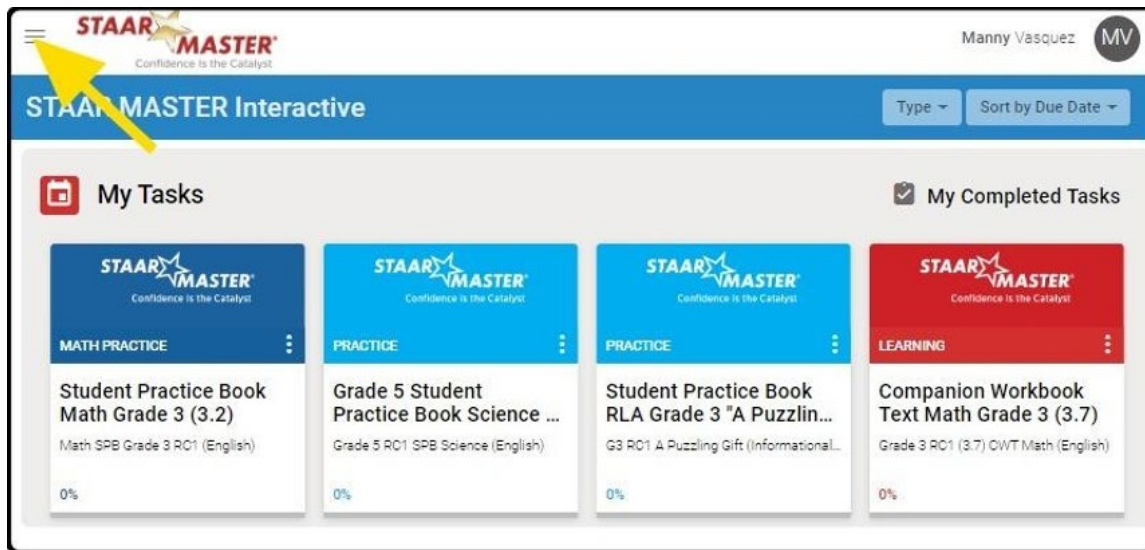 STAAR
MASTER®
Confidence is the Catalyst
Manny Vasquez
MV
STAAR MASTER Interactive
Type
Sort by Due Date
My Tasks
My Completed Tasks
STAAR
MASTER®
Confidence is the Catalyst
MATH PRACTICE
Student Practice Book
Math Grade 3 (3.2)
Math SPB Grade 3 RC1 (English)
0%
STAAR
MASTER®
Confidence is the Catalyst
PRACTICE
Grade 5 Student
Practice Book Science ...
Grade 5 RC1 SPB Science (English)
0%
STAAR
MASTER®
Confidence is the Catalyst
PRACTICE
Student Practice Book
RLA Grade 3 "A Puzzlin...
G3 RC1 A Puzzling Gift (Informational...
0%
STAAR
MASTER®
Confidence is the Catalyst
LEARNING
Companion Workbook
Text Math Grade 3 (3.7)
Grade 3 RC1 (3.7) CWT Math (English)
0%